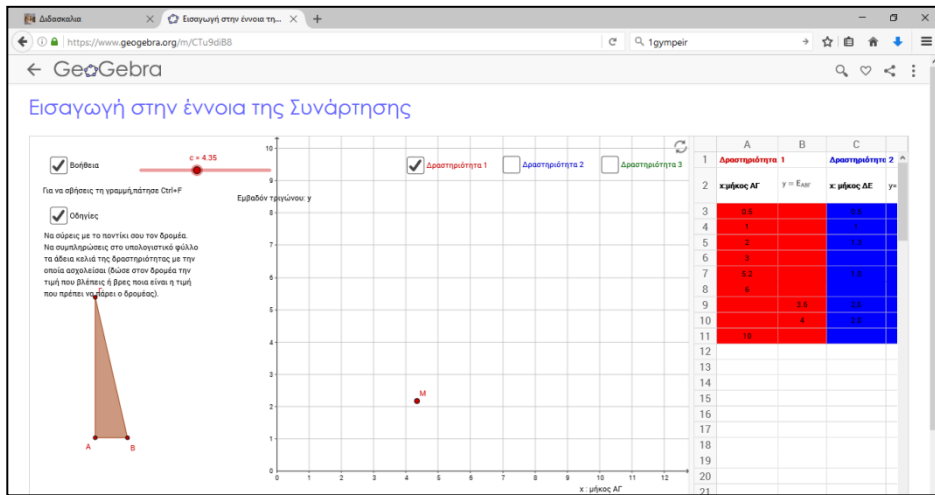 Διδασκαλια
Εισαγωγή στην έννοια τη...
https://www.geogebra.org/m/CTu9diB8
1gympeir
GeoGebra
Εισαγωγή στην έννοια της Συνάρτησης
Βοήθεια
c = 4.35
Για να σβήσεις τη γραμμή,πάτησε Ctrl+F
Οδηγίες
Να σύρεις με το ποντίκι σου τον δρομέα.
Να συμπληρώσεις στο υπολογιστικό φύλλο
τα άδεια κελιά της δραστηριότητας με την
οποία ασχολείσαι (δώσε στον δρομέα την
τιμή που βλέπεις ή βρες ποια είναι η τιμή
που πρέπει να πάρει ο δρομέας).
Γ
A
B
Δραστηριότητα 1
Δραστηριότητα 2
Δραστηριότητα 3
Εμβαδόν τριγώνου: y
10
9
8
7
6
5
4
3
2
1
0
M
0 1 2 3 4 5 6 7 8 9 10 11 12
x : μήκος ΑΓ
A B C
1 Δραστηριότητα 1 Δραστηριότητα 2
2 x:μήκος ΑΓ y = E_ΑΒΓ x: μήκος ΔΕ y=
3 0.5
4 1 1
5 2
6 3
7 5.2
8 6
9 3.6
10 4
11 10
12
13
14
15
16
17
18
19
20
21